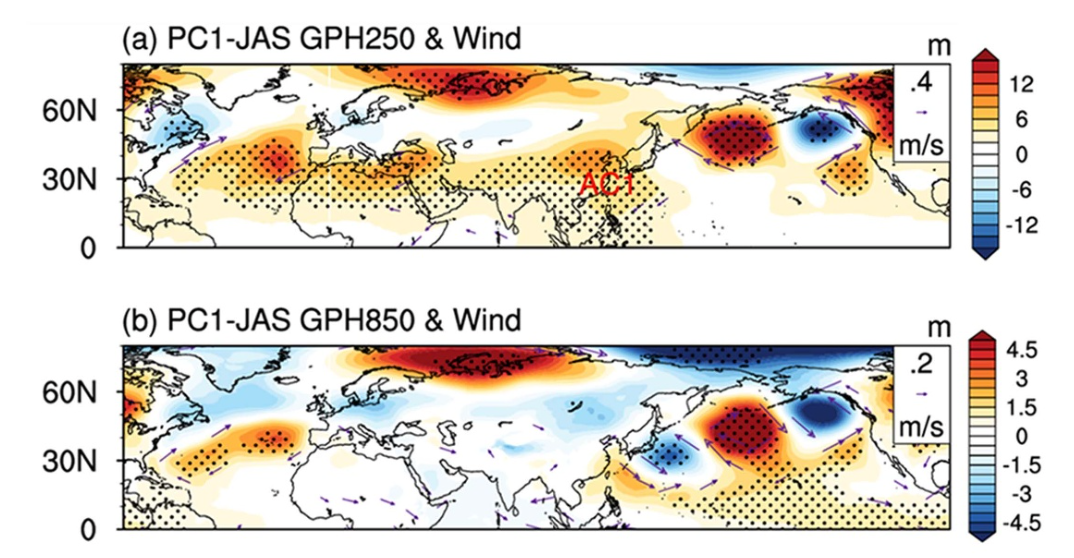 (a) PC1-JAS GPH250 & Wind
m
60N
30N
0
AC1
.4
m/s
12
6
0
-6
-12
(b) PC1-JAS GPH850 & Wind
m
60N
30N
0
.2
m/s
4.5
3
1.5
0
-1.5
-3
-4.5